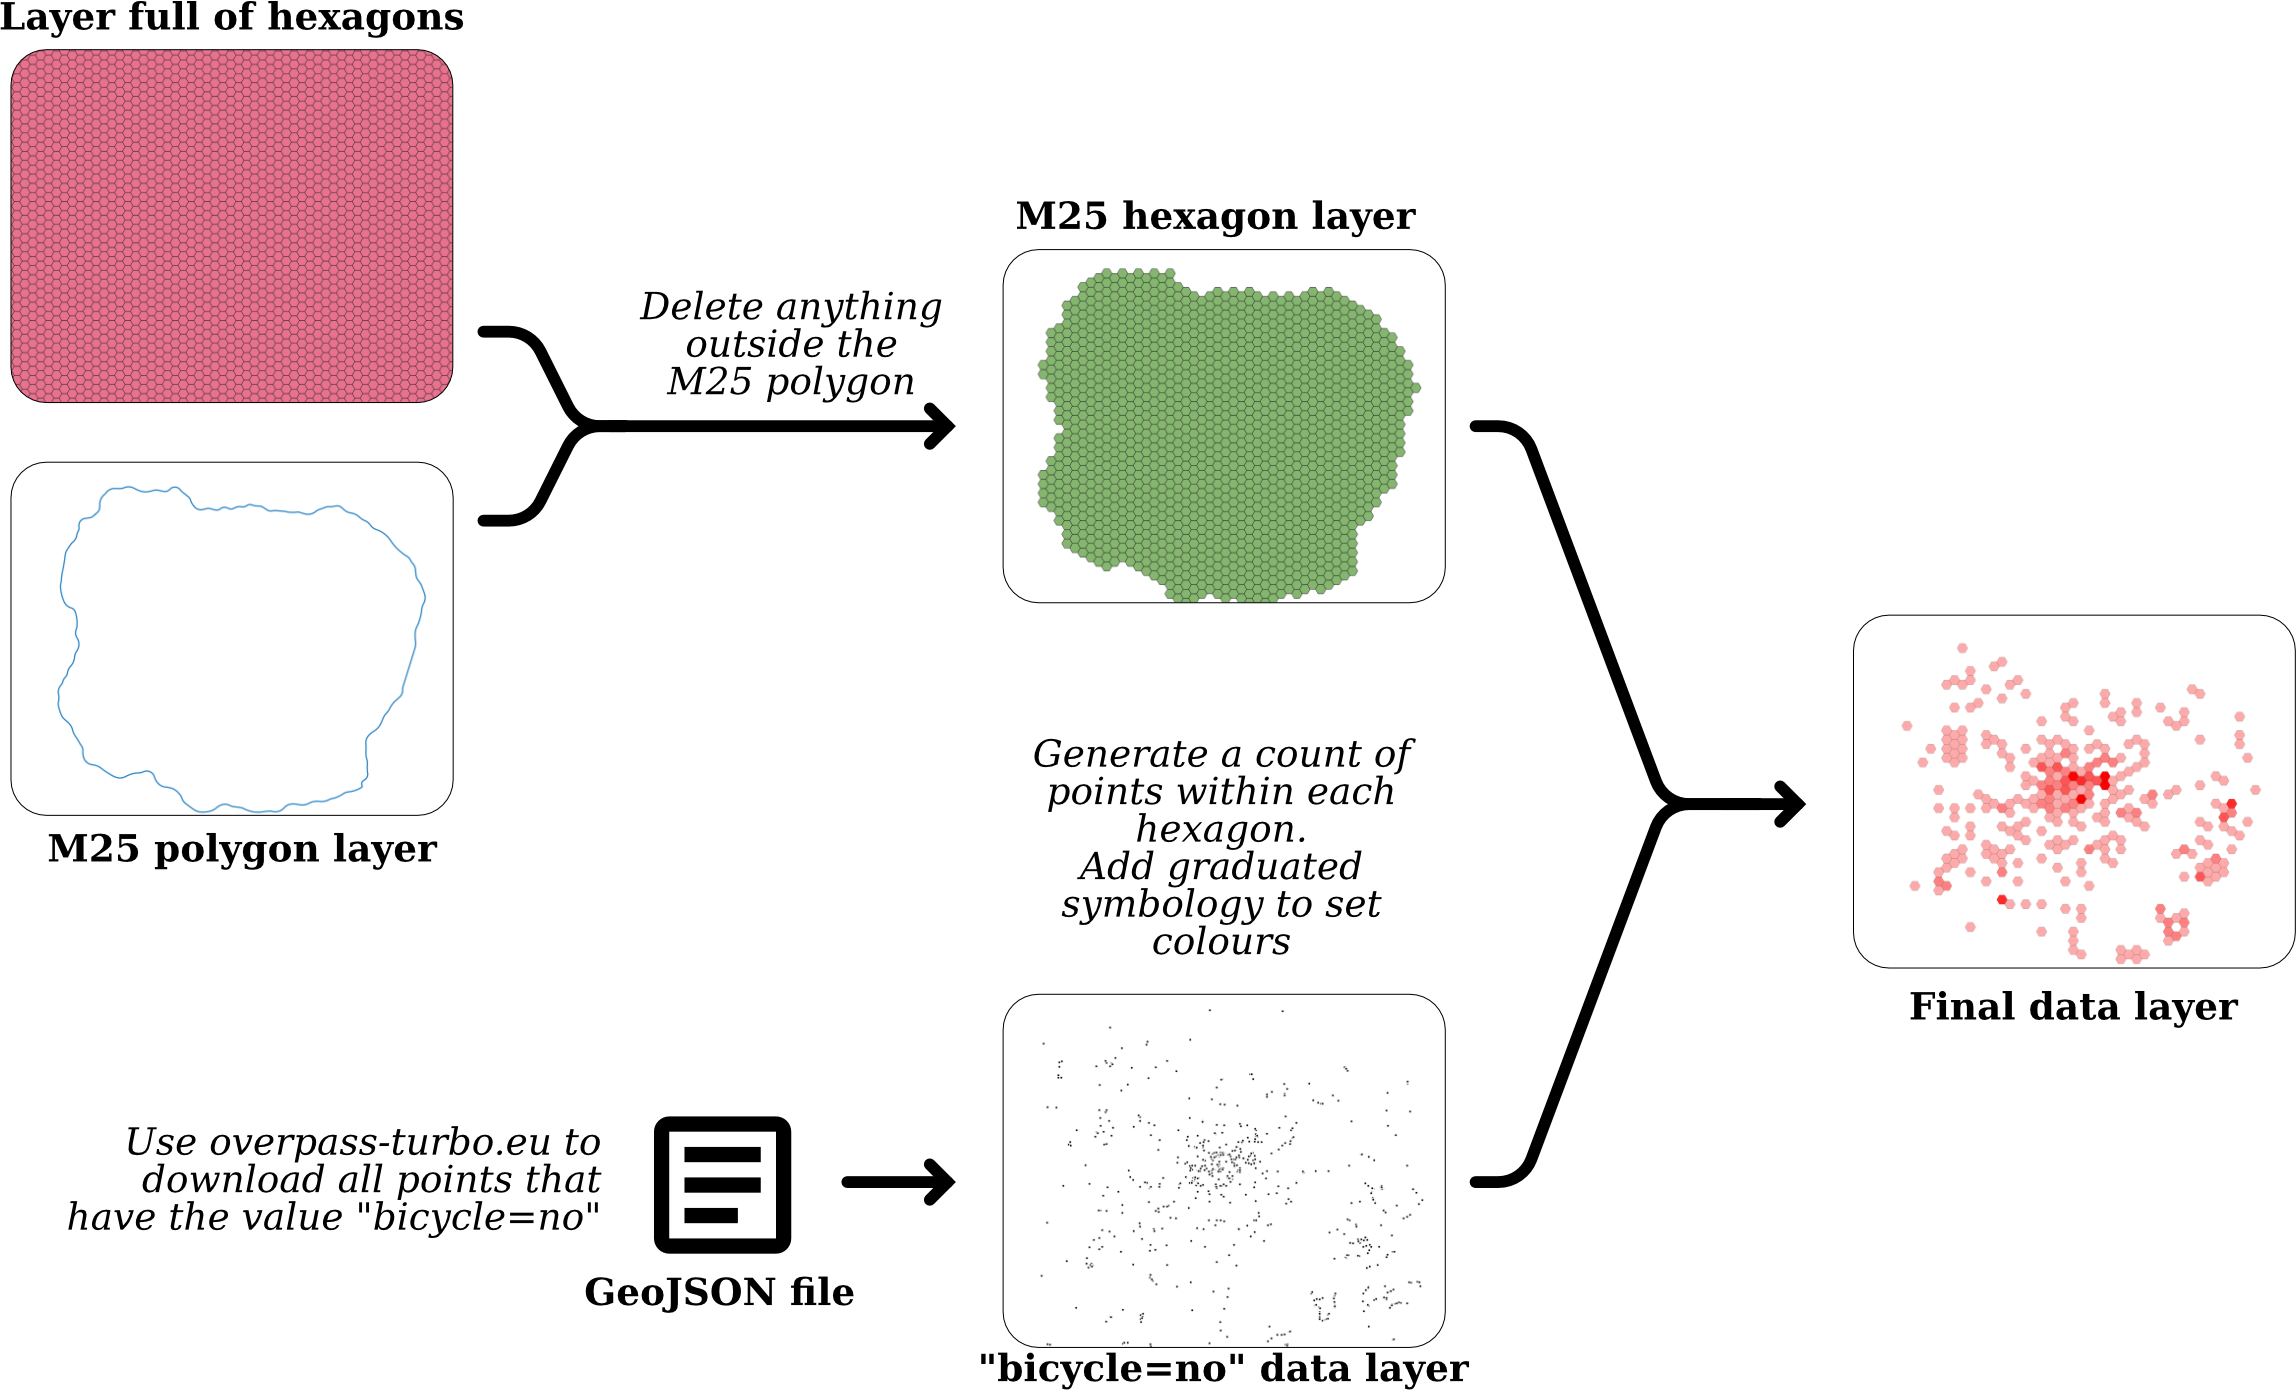 Layer full of hexagons
M25 polygon layer
Delete anything
outside the
M25 polygon
M25 hexagon layer
Use overpass-turbo.eu to
download all points that
have the value "bicycle=no"
GeoJSON file
Generate a count of
points within each
hexagon.
Add graduated
symbology to set
colours
"bicycle=no" data layer
Final data layer